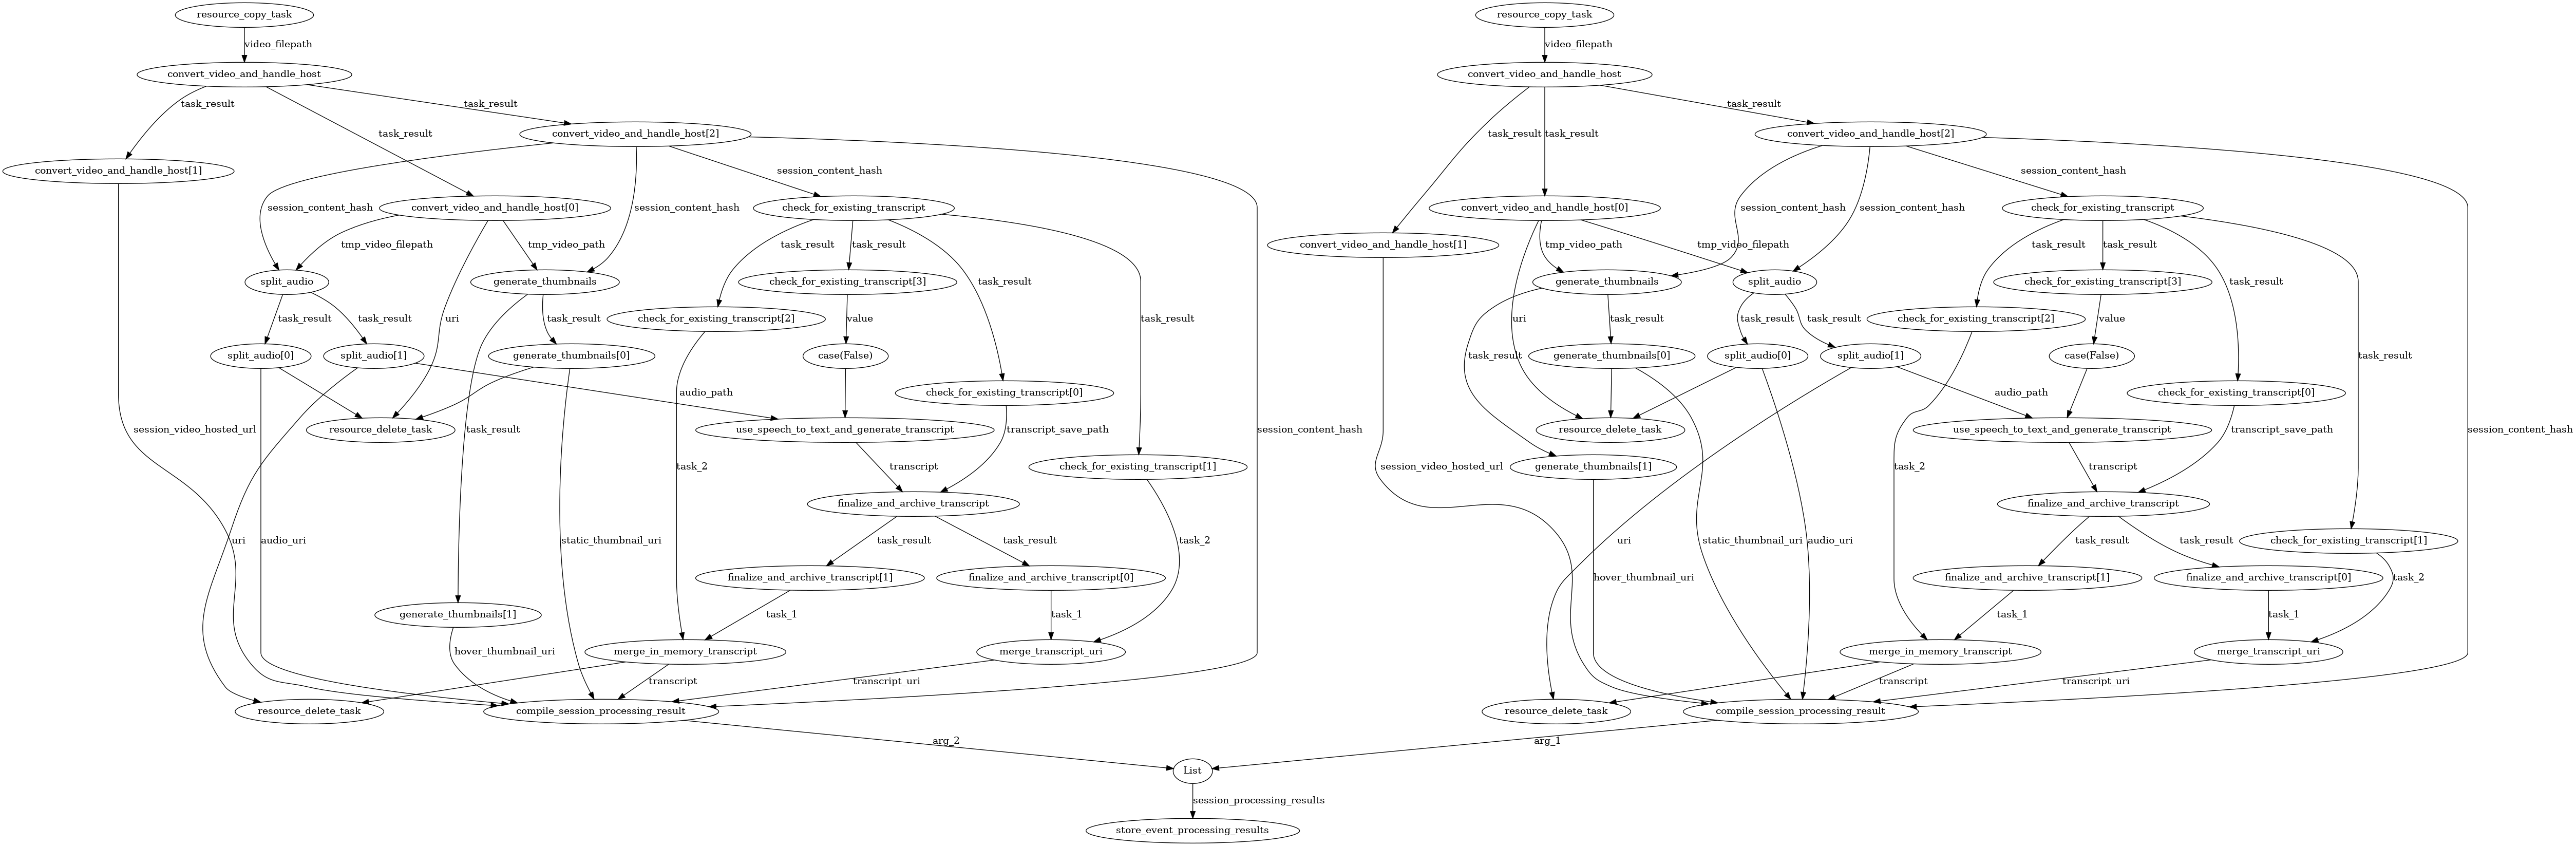 resource_copy_task
resource_copy_task
video_filepath
video_filepath
convert_video_and_handle_host
convert_video_and_handle_host
task_result
task_result
task_result
task_result
convert_video_and_handle_host[2]
convert_video_and_handle_host[2]
task_result
task_result
convert_video_and_handle_host[1]
session_content_hash
session_content_hash
session_content_hash
convert_video_and_handle_host[0]
session_content_hash
check_for_existing_transcript
convert_video_and_handle_host[0]
session_content_hash
session_content_hash
check_for_existing_transcript
tmp_video_filepath
tmp_video_path
task_result
task_result
convert_video_and_handle_host[1]
tmp_video_path
tmp_video_filepath
task_result
task_result
split_audio
generate_thumbnails
check_for_existing_transcript[3]
task_result
generate_thumbnails
split_audio
check_for_existing_transcript[3]
task_result
task_result
task_result
uri
task_result
check_for_existing_transcript[2]
value
task_result
uri
task_result
task_result
task_result
check_for_existing_transcript[2]
value
split_audio[0]
split_audio[1]
generate_thumbnails[0]
case(False)
task_result
generate_thumbnails[0]
split_audio[0]
split_audio[1]
case(False)
task_result
audio_path
check_for_existing_transcript[0]
audio_path
check_for_existing_transcript[0]
session_video_hosted_url
resource_delete_task
task_result
use_speech_to_text_and_generate_transcript
transcript_save_path
session_content_hash
resource_delete_task
use_speech_to_text_and_generate_transcript
transcript_save_path
session_content_hash
task_2
transcript
check_for_existing_transcript[1]
session_video_hosted_url
generate_thumbnails[1]
task_2
transcript
finalize_and_archive_transcript
finalize_and_archive_transcript
uri
audio_uri
static_thumbnail_uri
task_result
task_result
task_2
uri
static_thumbnail_uri
audio_uri
task_result
task_result
check_for_existing_transcript[1]
finalize_and_archive_transcript[1]
finalize_and_archive_transcript[0]
hover_thumbnail_uri
finalize_and_archive_transcript[1]
finalize_and_archive_transcript[0]
task_2
generate_thumbnails[1]
task_1
task_1
task_1
task_1
hover_thumbnail_uri
merge_in_memory_transcript
merge_transcript_uri
merge_in_memory_transcript
merge_transcript_uri
transcript
transcript_uri
transcript
transcript_uri
resource_delete_task
compile_session_processing_result
resource_delete_task
compile_session_processing_result
arg_2
arg_1
List
session_processing_results
store_event_processing_results